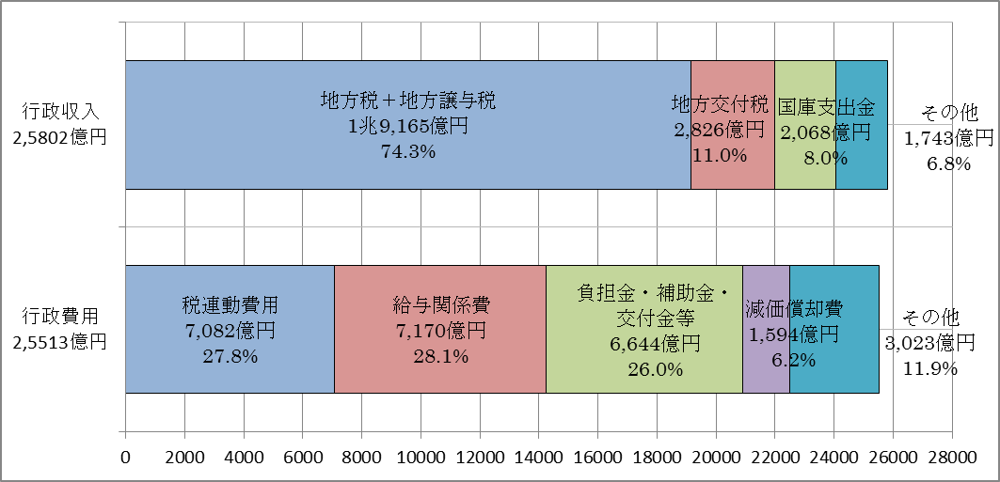 行政収入
2,5802億円
地方税＋地方譲与税
1兆9,165億円
74.3%
地方交付税
2,826億円
11.0%
国庫支出金
2,068億円
8.0%
その他
1,743億円
6.8%
行政費用
2,5513億円
税連動費用
7,082億円
27.8%
給与関係費
7,170億円
28.1%
負担金・補助金・
交付金等
6,644億円
26.0%
減価償却費
1,594億円
6.2%
その他
3,023億円
11.9%
0 2000 4000 6000 8000 10000 12000 14000 16000 18000 20000 22000 24000 26000 28000